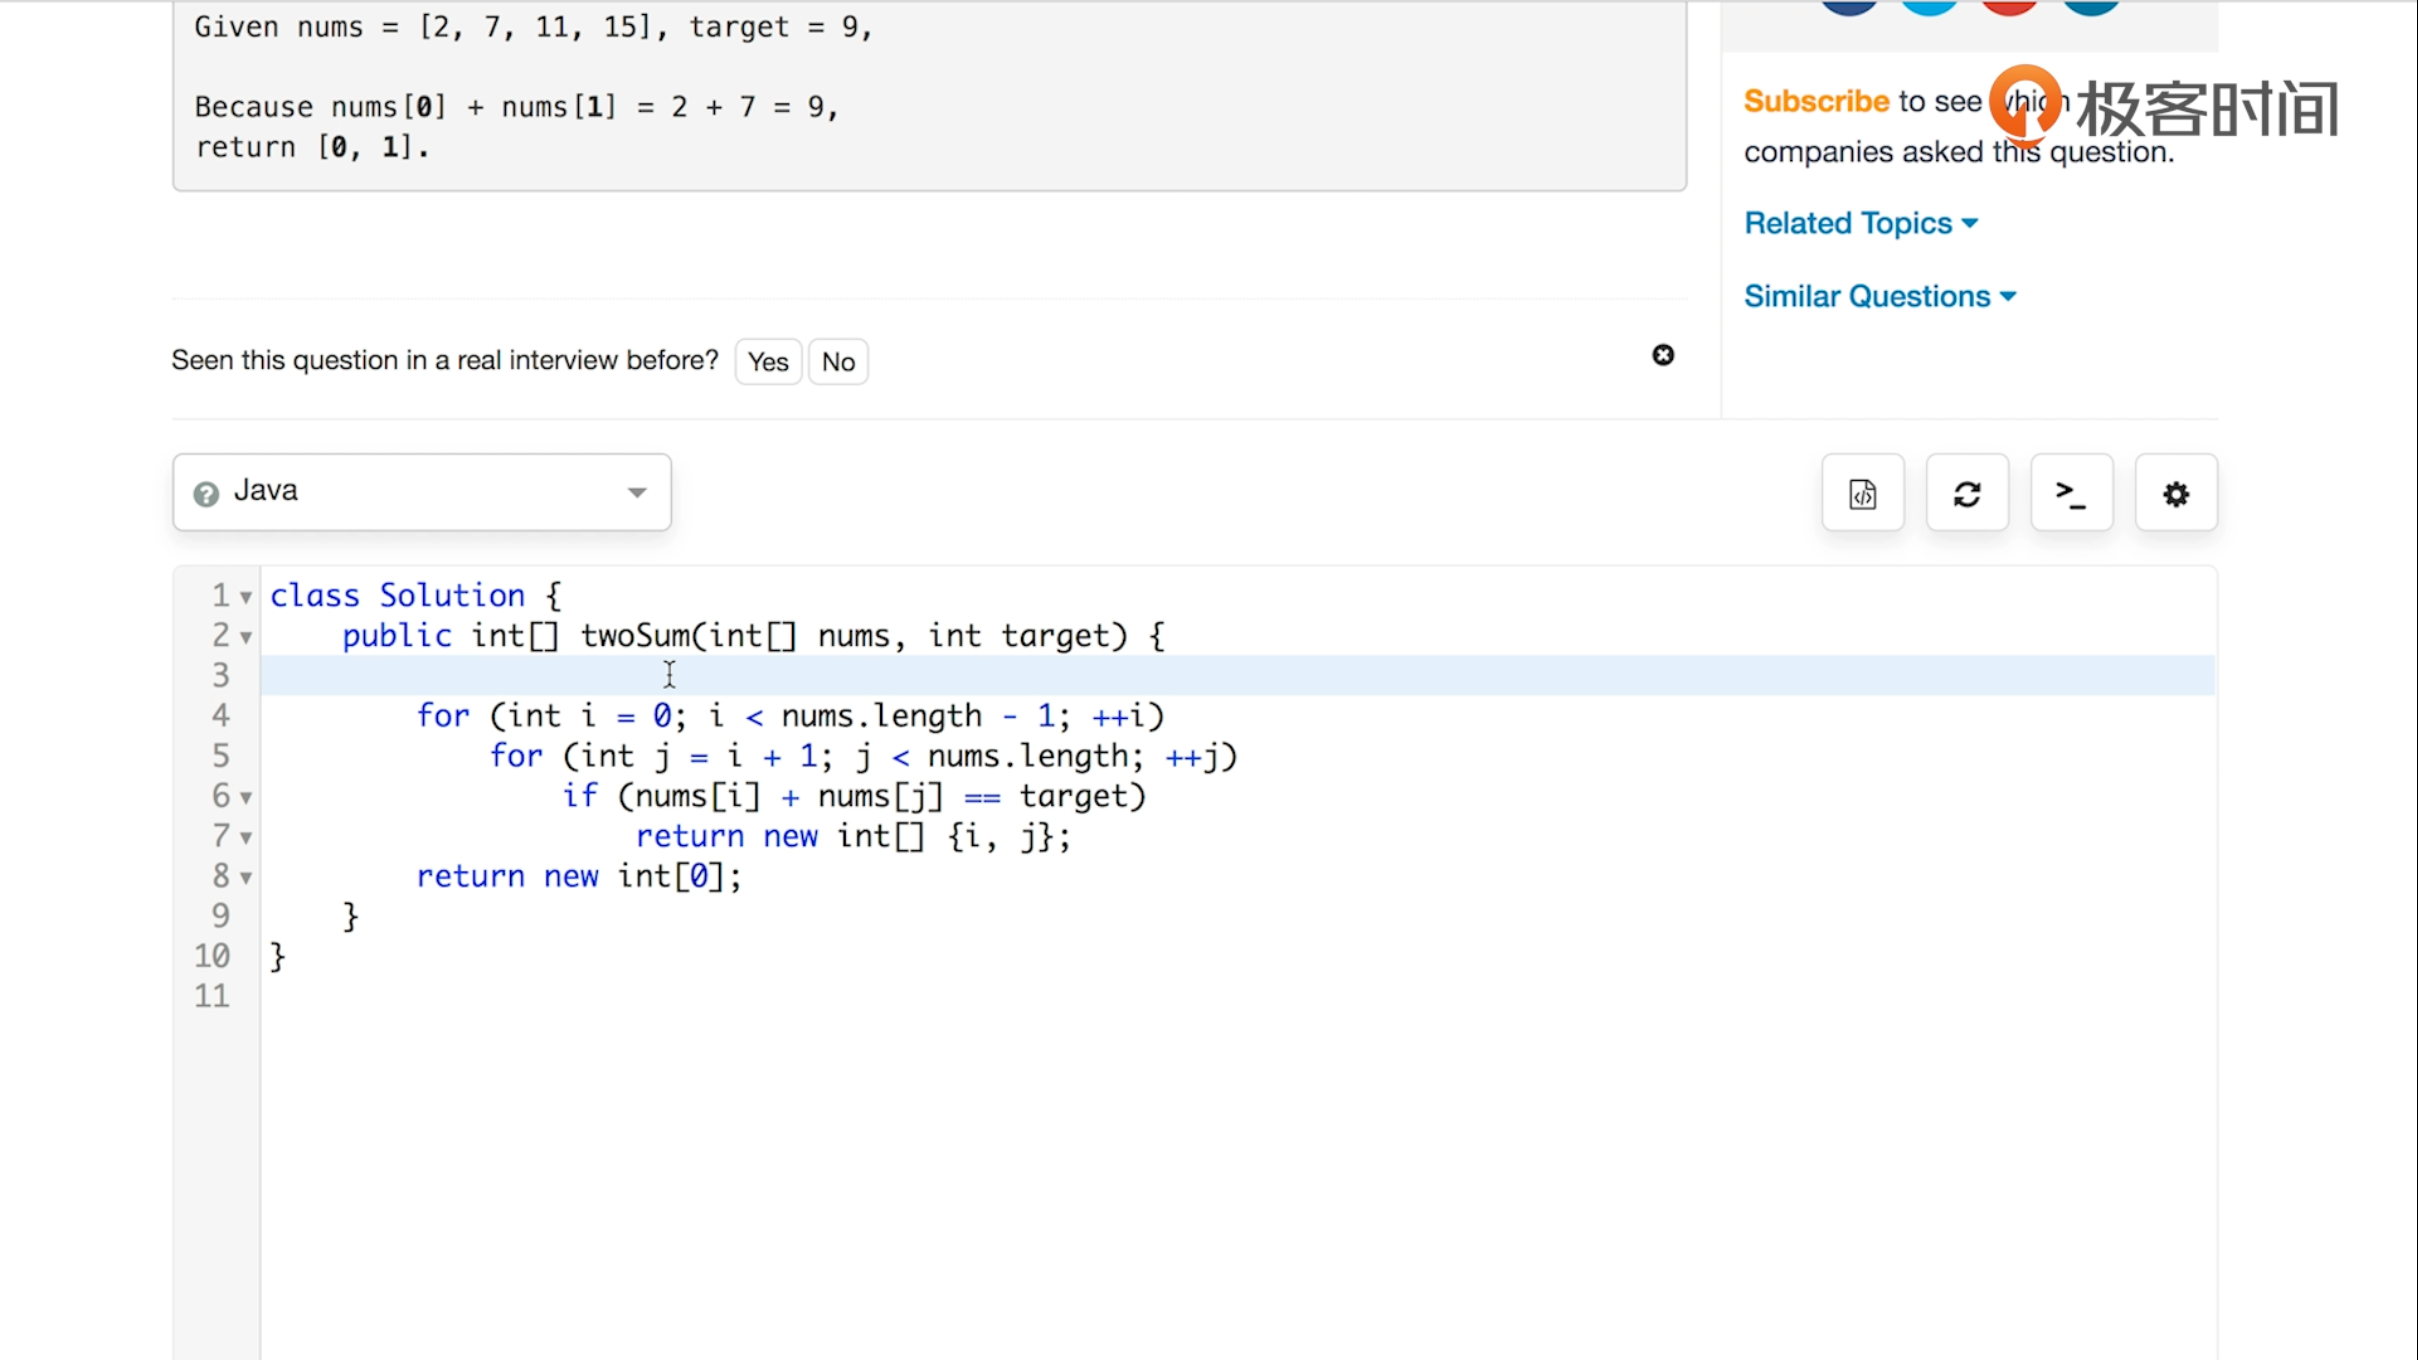 Given nums = [2, 7, 11, 15], target = 9,
Because nums[0] + nums[1] = 2 + 7 = 9,
return [0, 1].
Subscribe to see which
companies asked this question.
极客时间
Related Topics
Similar Questions
Seen this question in a real interview before? Yes No
Java
1 class Solution {
2     public int[] twoSum(int[] nums, int target) {
3
4         for (int i = 0; i < nums.length - 1; ++i)
5             for (int j = i + 1; j < nums.length; ++j)
6                 if (nums[i] + nums[j] == target)
7                     return new int[] {i, j};
8         return new int[0];
9     }
10 }
11